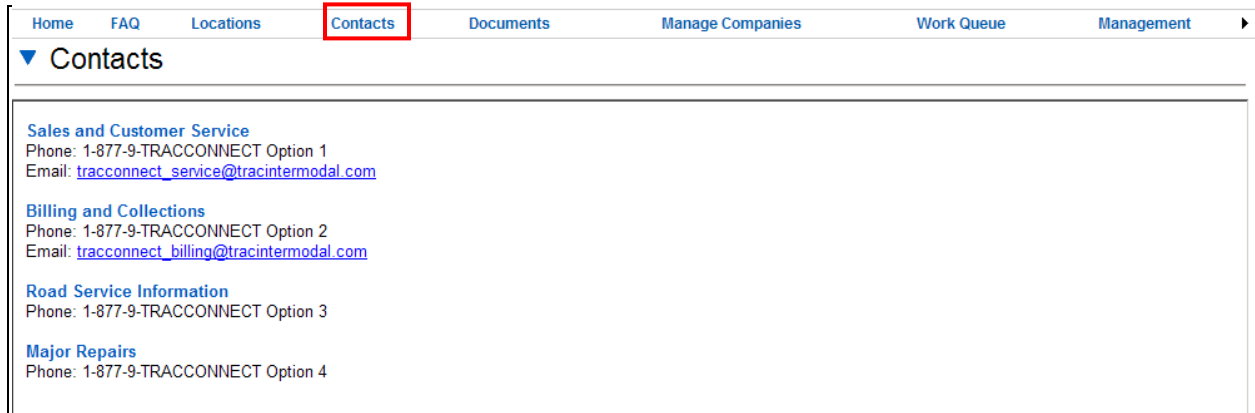 Home FAQ Locations Contacts Documents Manage Companies Work Queue Management
Contacts
Sales and Customer Service
Phone: 1-877-9-TRACCONNECT Option 1
Email: tracconnect_service@tracintermodal.com
Billing and Collections
Phone: 1-877-9-TRACCONNECT Option 2
Email: tracconnect_billing@tracintermodal.com
Road Service Information
Phone: 1-877-9-TRACCONNECT Option 3
Major Repairs
Phone: 1-877-9-TRACCONNECT Option 4